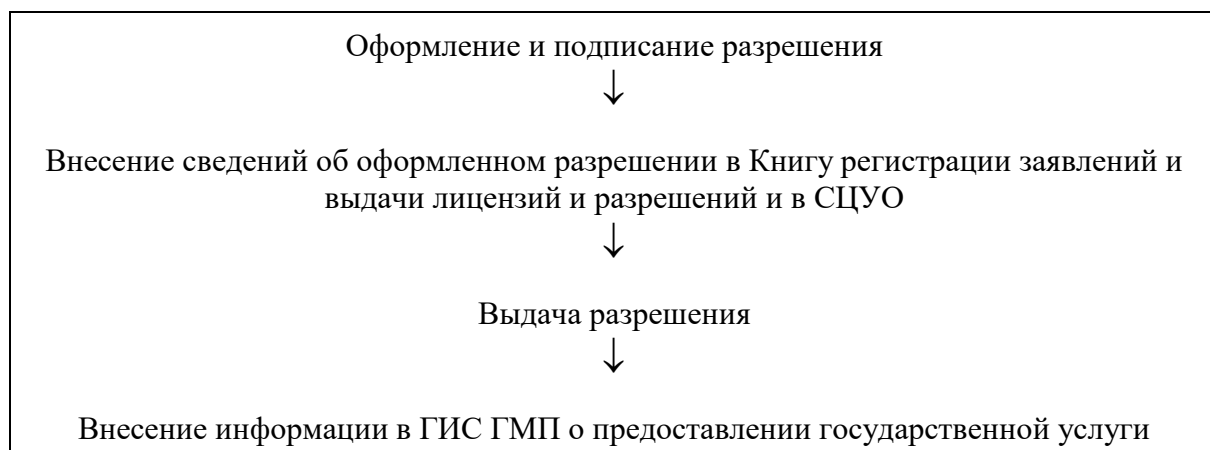 Оформление и подписание разрешения
↓
Внесение сведений об оформленном разрешении в Книгу регистрации заявлений и
выдачи лицензий и разрешений и в СЦУО
↓
Выдача разрешения
↓
Внесение информации в ГИС ГМП о предоставлении государственной услуги